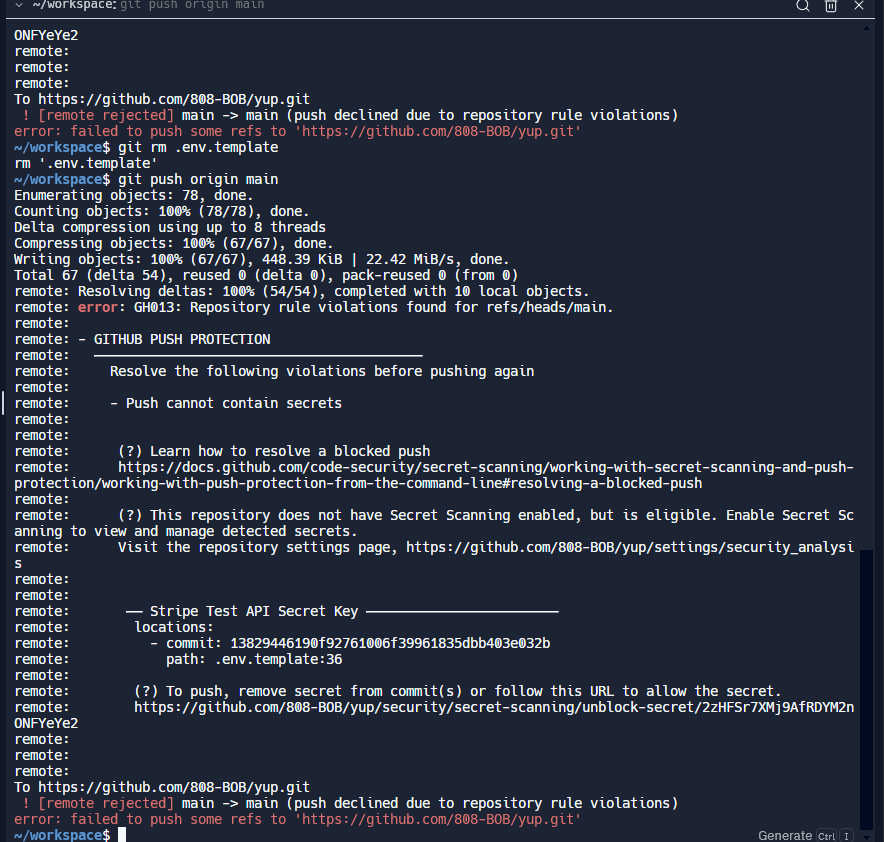 ~/workspace: git push origin main
ONFYeYe2
remote:
remote:
remote:
To https://github.com/808-BOB/yup.git
 ! [remote rejected] main -> main (push declined due to repository rule violations)
error: failed to push some refs to 'https://github.com/808-BOB/yup.git'
~/workspace$ git rm .env.template
rm '.env.template'
~/workspace$ git push origin main
Enumerating objects: 78, done.
Counting objects: 100% (78/78), done.
Delta compression using up to 8 threads
Compressing objects: 100% (67/67), done.
Writing objects: 100% (67/67), 448.39 KiB | 22.42 MiB/s, done.
Total 67 (delta 54), reused 0 (delta 0), pack-reused 0 (from 0)
remote: Resolving deltas: 100% (54/54), completed with 10 local objects.
remote: error: GH013: Repository rule violations found for refs/heads/main.
remote:
remote: - GITHUB PUSH PROTECTION
remote:   —————————————————————————————————————————
remote:     Resolve the following violations before pushing again
remote:
remote:     - Push cannot contain secrets
remote:
remote:
remote:      (?) Learn how to resolve a blocked push
remote:      https://docs.github.com/code-security/secret-scanning/working-with-secret-scanning-and-push-
protection/working-with-push-protection-from-the-command-line#resolving-a-blocked-push
remote:
remote:      (?) This repository does not have Secret Scanning enabled, but is eligible. Enable Secret Sc
anning to view and manage detected secrets.
remote:      Visit the repository settings page, https://github.com/808-BOB/yup/settings/security_analysi
s
remote:
remote:
remote:       —— Stripe Test API Secret Key ————————————————————————
remote:        locations:
remote:          - commit: 13829446190f92761006f39961835dbb403e032b
remote:            path: .env.template:36
remote:
remote:        (?) To push, remove secret from commit(s) or follow this URL to allow the secret.
remote:        https://github.com/808-BOB/yup/security/secret-scanning/unblock-secret/2zHFSr7XMj9AfRDYM2n
ONFYeYe2
remote:
remote:
remote:
To https://github.com/808-BOB/yup.git
 ! [remote rejected] main -> main (push declined due to repository rule violations)
error: failed to push some refs to 'https://github.com/808-BOB/yup.git'
~/workspace$
Generate Ctrl I